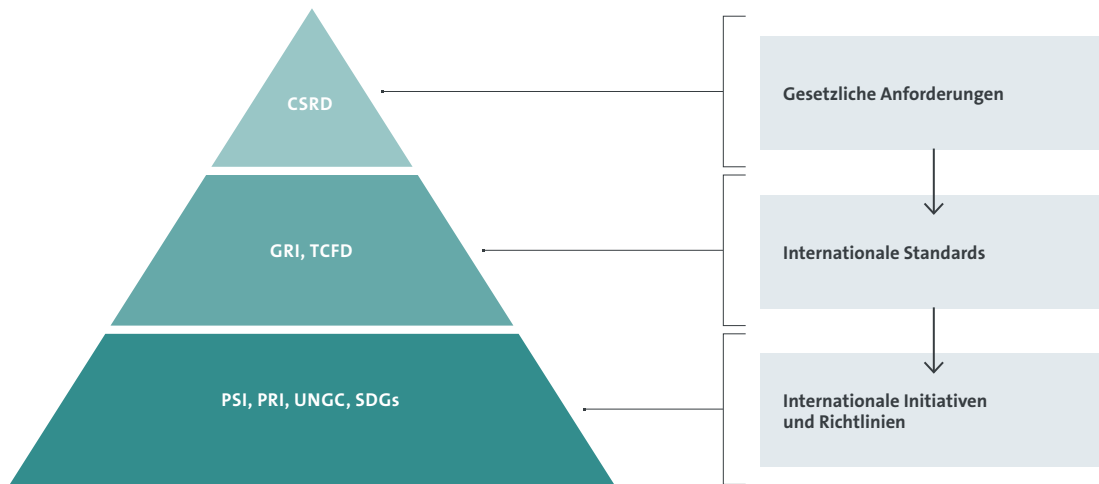 CSRD
Gesetzliche Anforderungen
GRI, TCFD
Internationale Standards
PSI, PRI, UNGC, SDGs
Internationale Initiativen
und Richtlinien